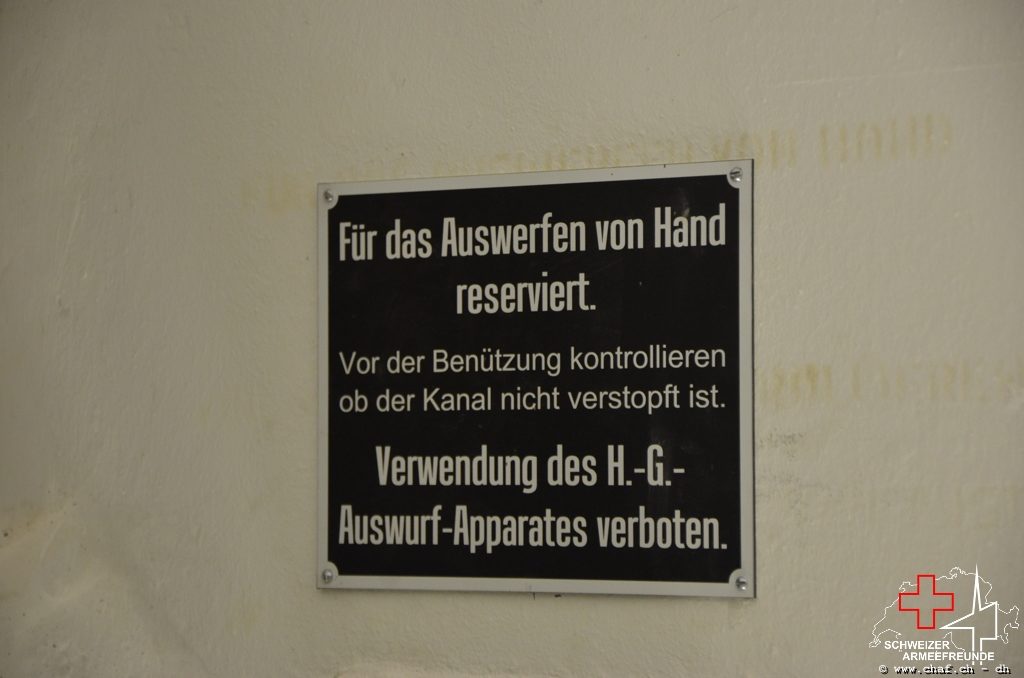 Für das Auswerfen von Hand
reserviert.
Vor der Benützung kontrollieren
ob der Kanal nicht verstopft ist.
Verwendung des H.-G.-
Auswurf-Apparates verboten.
SCHWEIZER
ARMEEFREUNDE
© www.chaf.ch - dh